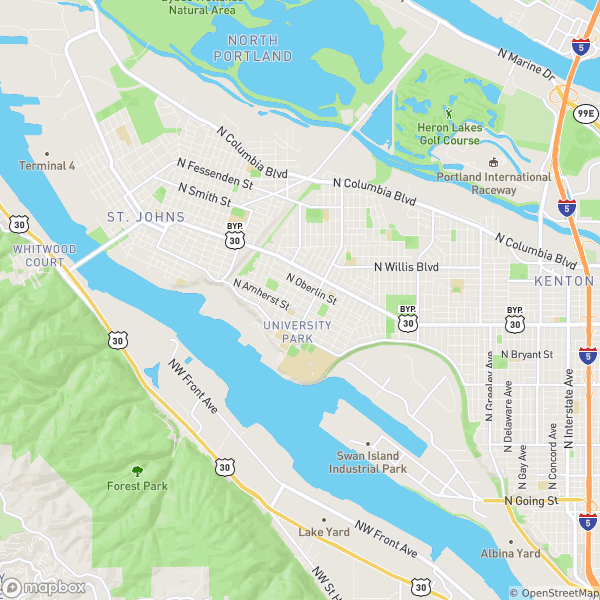 Bybee Wetlands
Natural Area
NORTH
PORTLAND
N Marine Dr
5
99E
Heron Lakes
Golf Course
Portland International
Raceway
Terminal 4
N Columbia Blvd
N Fessenden St
N Smith St
N Columbia Blvd
5
ST. JOHNS
30
BYP.
30
WHITWOOD
COURT
N Columbia Blvd
N Willis Blvd
KENTON
N Oberlin St
N Amherst St
30
BYP.
30
BYP.
30
UNIVERSITY
PARK
N Bryant St
5
NW Front Ave
N Greeley Ave
N Delaware Ave
N Interstate Ave
N Gay Ave
N Concord Ave
Swan Island
Industrial Park
30
Forest Park
N Going St
5
Lake Yard
NW Front Ave
Albina Yard
NW St H
30
mapbox
© OpenStreetMap